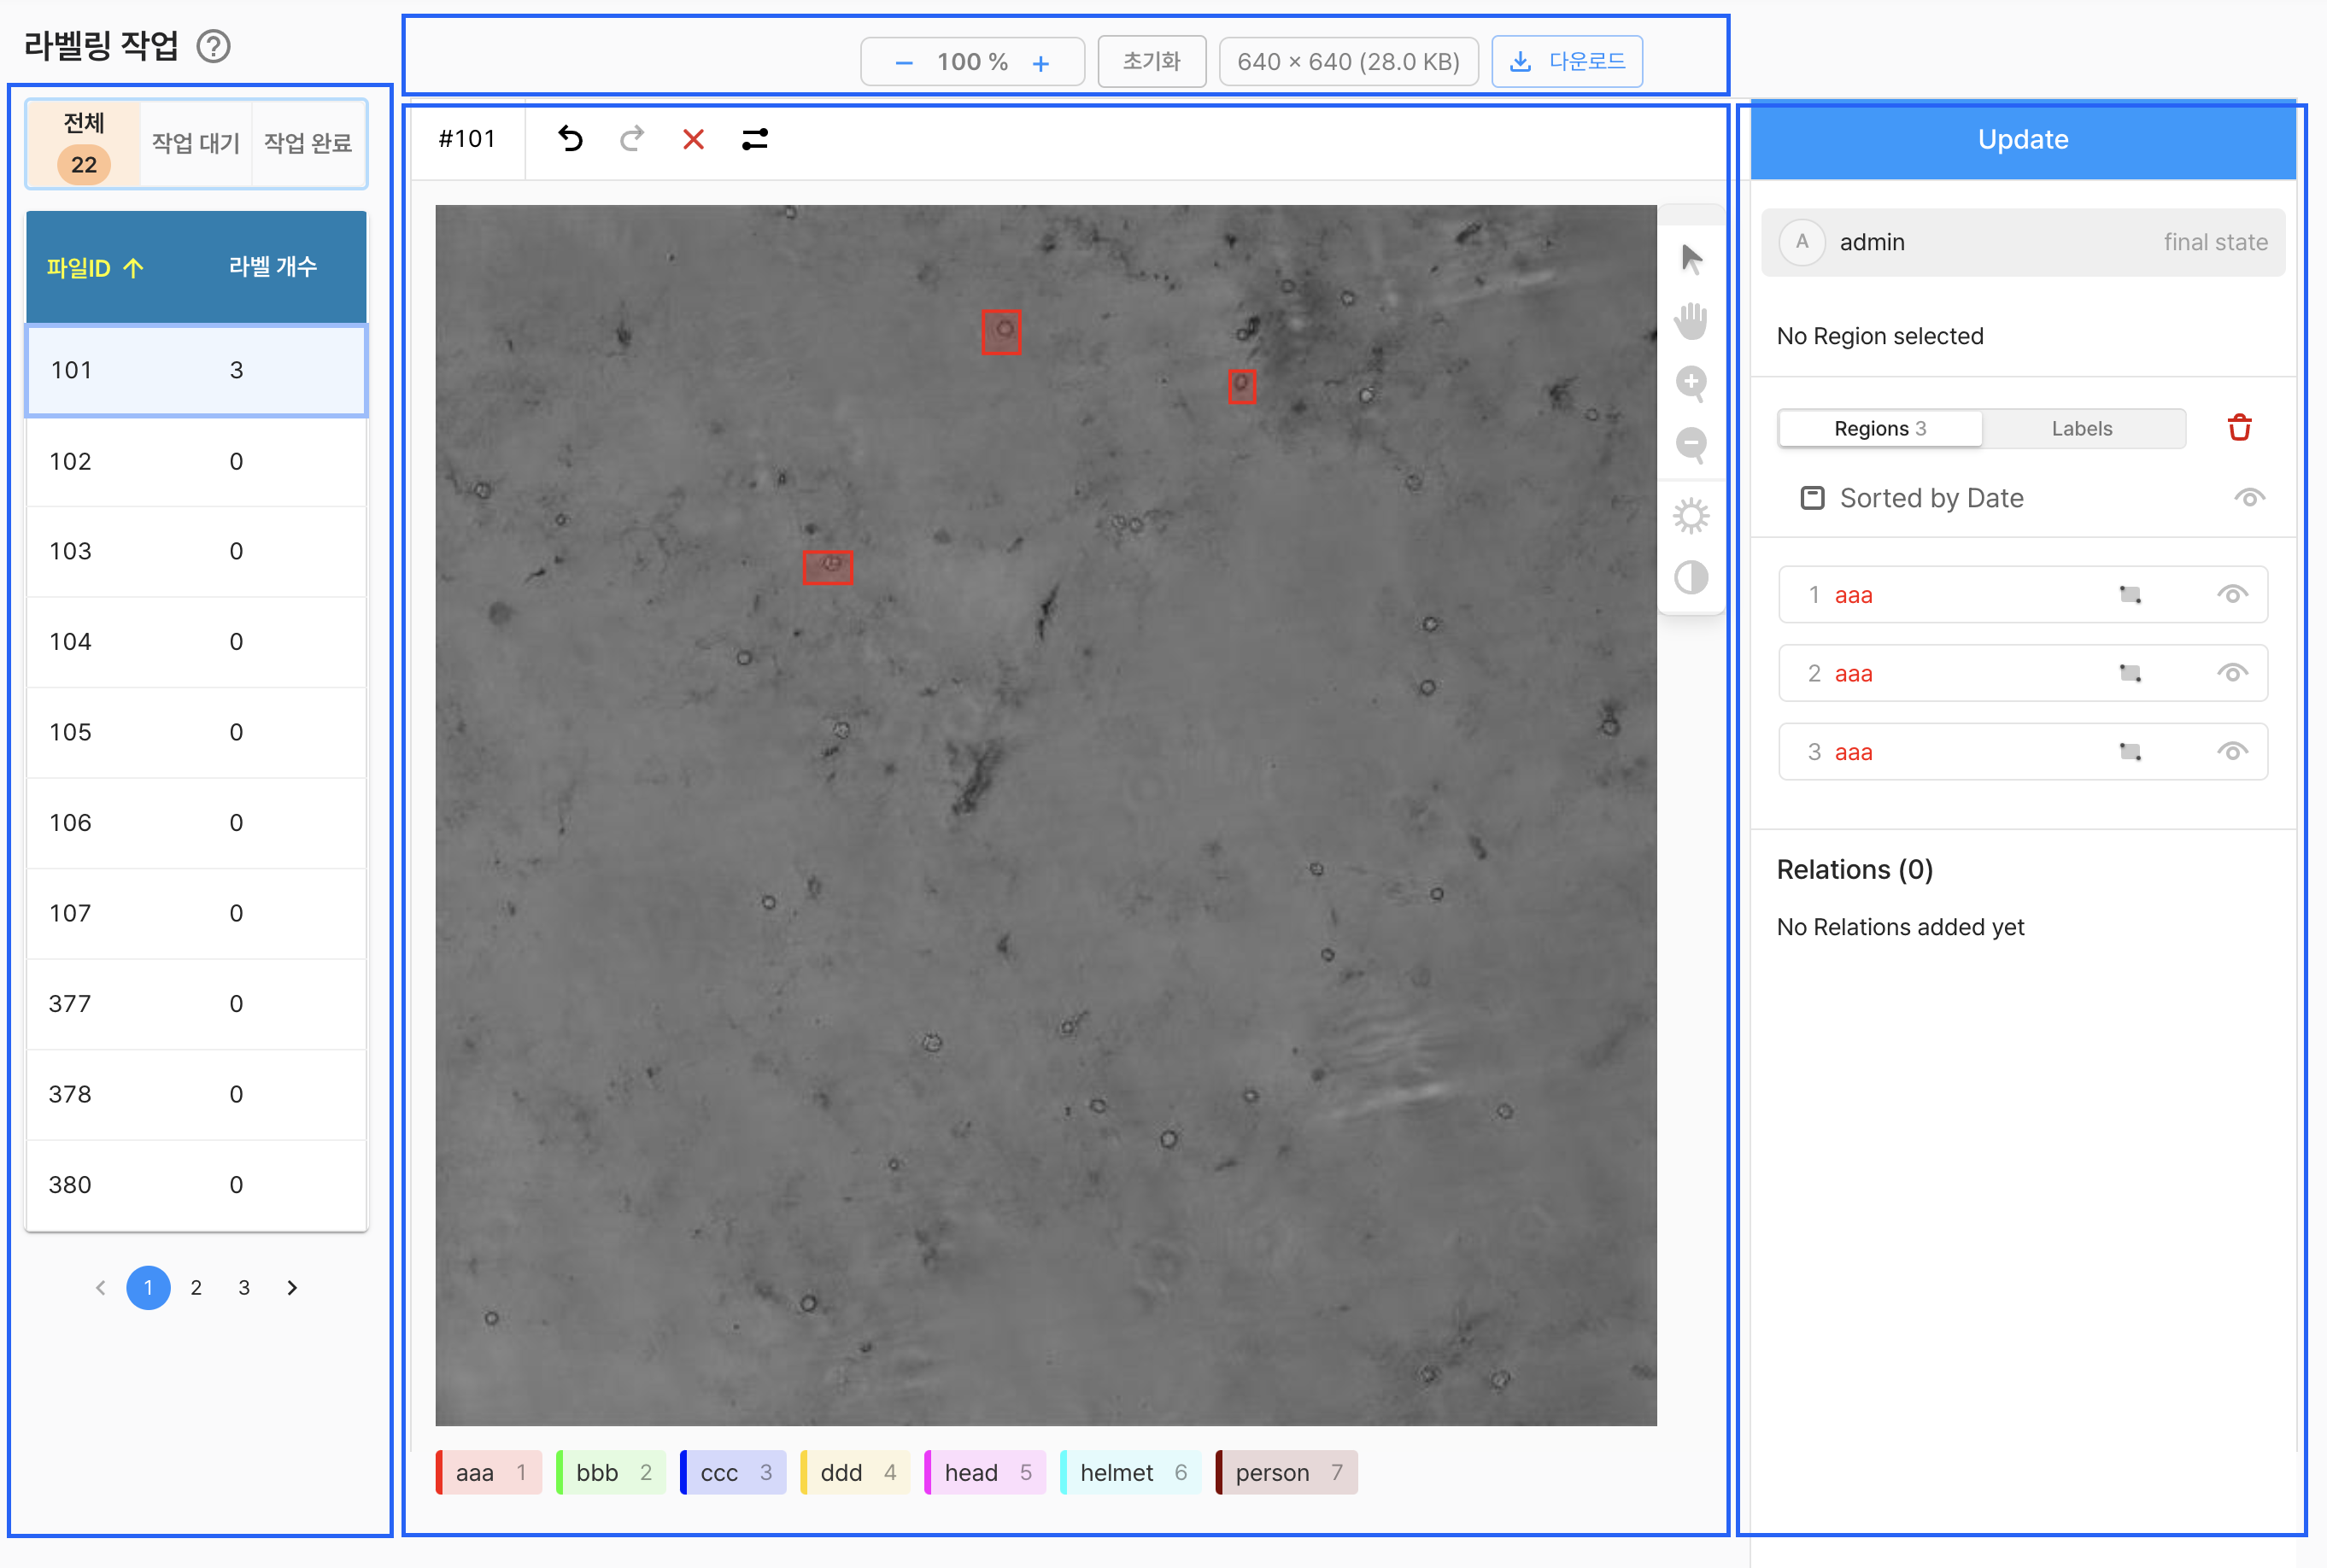 라벨링 작업
전체
22
작업 대기
작업 완료
파일ID 라벨 개수
101 3
102 0
103 0
104 0
105 0
106 0
107 0
377 0
378 0
380 0
1 2 3
100 %
초기화
640 × 640 (28.0 KB)
다운로드
#101
aaa 1
bbb 2
ccc 3
ddd 4
head 5
helmet 6
person 7
Update
A admin final state
No Region selected
Regions 3 Labels
Sorted by Date
1 aaa
2 aaa
3 aaa
Relations (0)
No Relations added yet